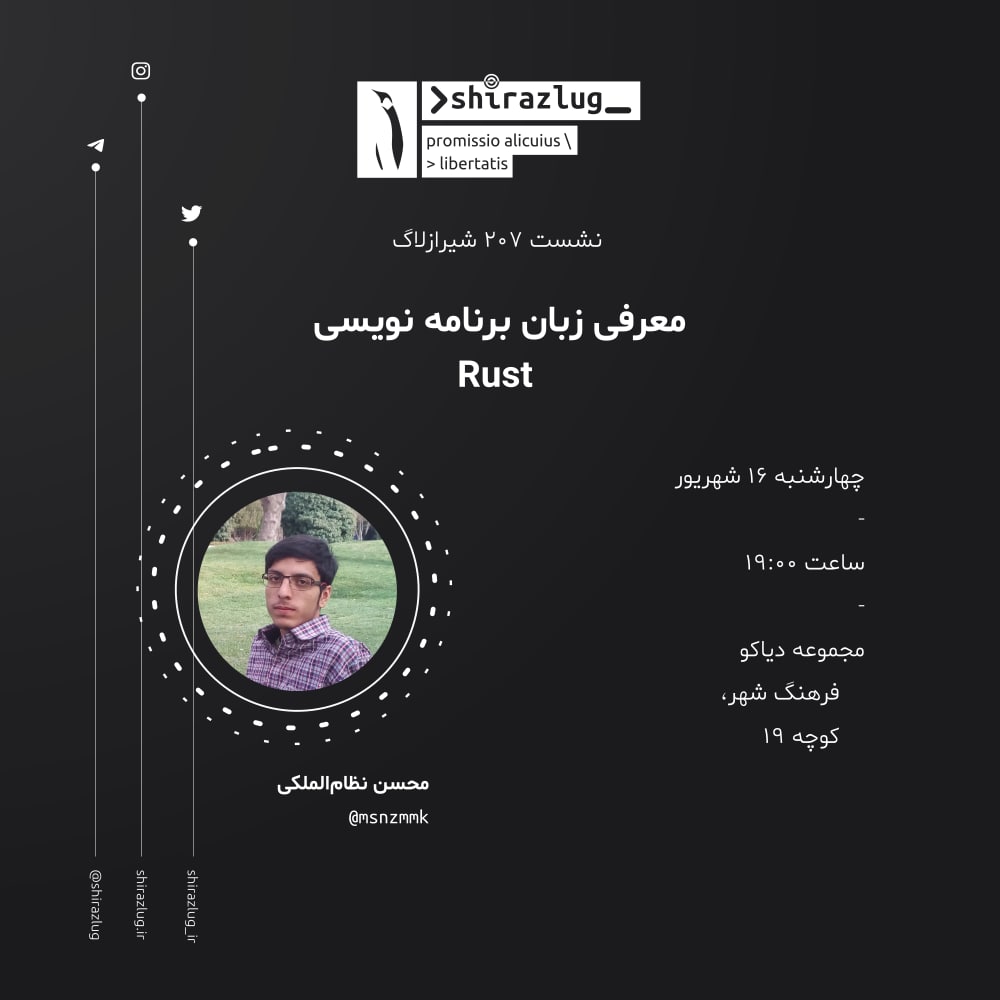 >shirazlug_
promissio alicuius \
> libertatis
نشست ۲۰۷ شیرازلاگ
معرفی زبان برنامه نویسی
Rust
چهارشنبه ۱۶ شهریور
-
ساعت ۱۹:۰۰
-
مجموعه دیاکو
فرهنگ شهر،
کوچه ۱۹
محسن نظام‌الملکی
@msnzmmk
@shirazlug
shirazlug.ir
shirazlug_ir